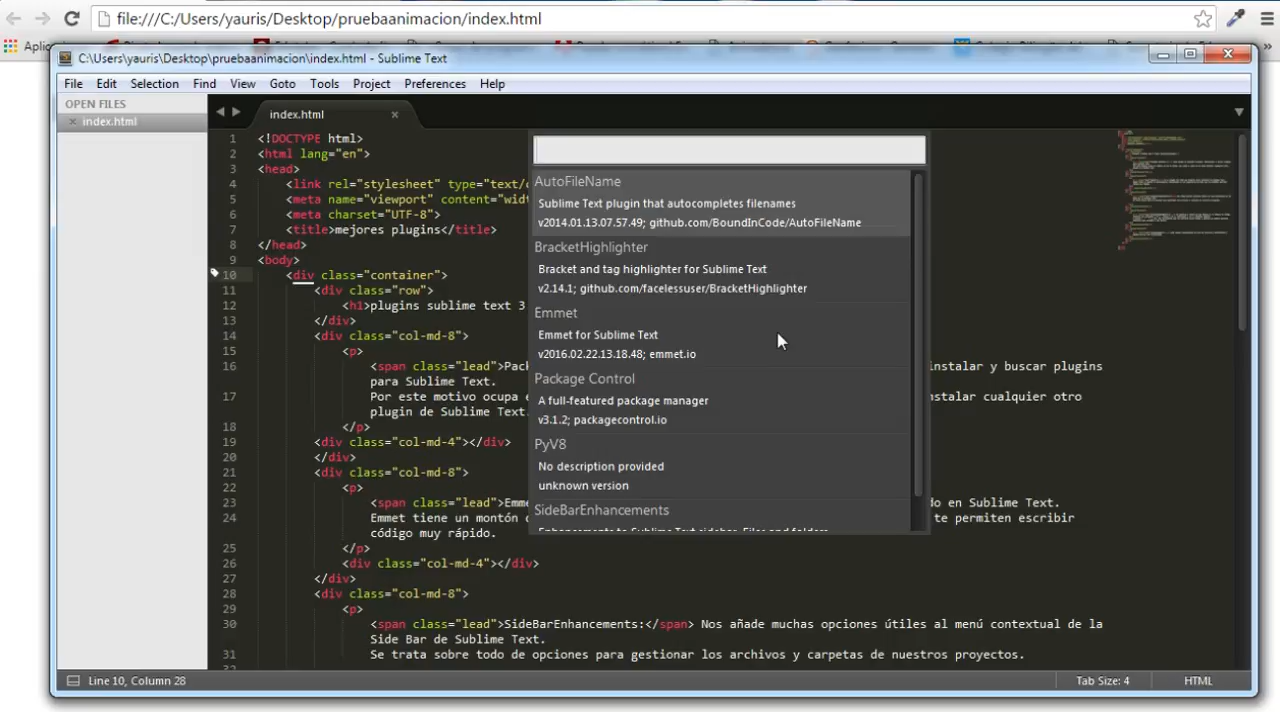 file:///C:/Users/yauris/Desktop/pruebaanimacion/index.html
C:\Users\yauris\Desktop\pruebaanimacion\index.html - Sublime Text
File Edit Selection Find View Goto Tools Project Preferences Help
OPEN FILES
index.html
index.html
1 <!DOCTYPE html>
2 <html lang="en">
3 <head>
4 <link rel="stylesheet" type="text/
5 <meta name="viewport" content="wid
6 <meta charset="UTF-8">
7 <title>mejores plugins</title>
8 </head>
9 <body>
10 <div class="container">
11 <div class="row">
12 <h1>plugins sublime text 3
13 </div>
14 <div class="col-md-8">
15 <p>
16 <span class="lead">Pac instalar y buscar plugins
para Sublime Text.
17 Por este motivo ocupa nstalar cualquier otro
plugin de Sublime Text.
18 </p>
19 <div class="col-md-4"></div>
20 </div>
21 <div class="col-md-8">
22 <p>
23 <span class="lead">Emme do en Sublime Text.
24 Emmet tiene un montón te permiten escribir
código muy rápido.
25 </p>
26 <div class="col-md-4"></div>
27 </div>
28 <div class="col-md-8">
29 <p>
30 <span class="lead">SideBarEnhancements:</span> Nos añade muchas opciones útiles al menú contextual de la
Side Bar de Sublime Text.
31 Se trata sobre todo de opciones para gestionar los archivos y carpetas de nuestros proyectos.
AutoFileName
Sublime Text plugin that autocompletes filenames
v2014.01.13.07.57.49; github.com/BoundInCode/AutoFileName
BracketHighlighter
Bracket and tag highlighter for Sublime Text
v2.14.1; github.com/facelessuser/BracketHighlighter
Emmet
Emmet for Sublime Text
v2016.02.22.13.18.48; emmet.io
Package Control
A full-featured package manager
v3.1.2; packagecontrol.io
PyV8
No description provided
unknown version
SideBarEnhancements
Enhancements to Sublime Text sidebar. Files and folders
Line 10, Column 28
Tab Size: 4
HTML